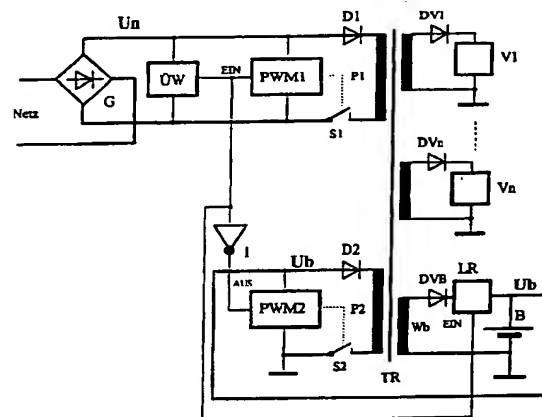 Un
D1
DV1
V1
ÜW
EIN
PWM1
P1
G
Netz
S1
DVn
Vn
I
Ub
D2
AUS
PWM2
P2
S2
TR
DVB
LR
Ub
Wb
EIN
B